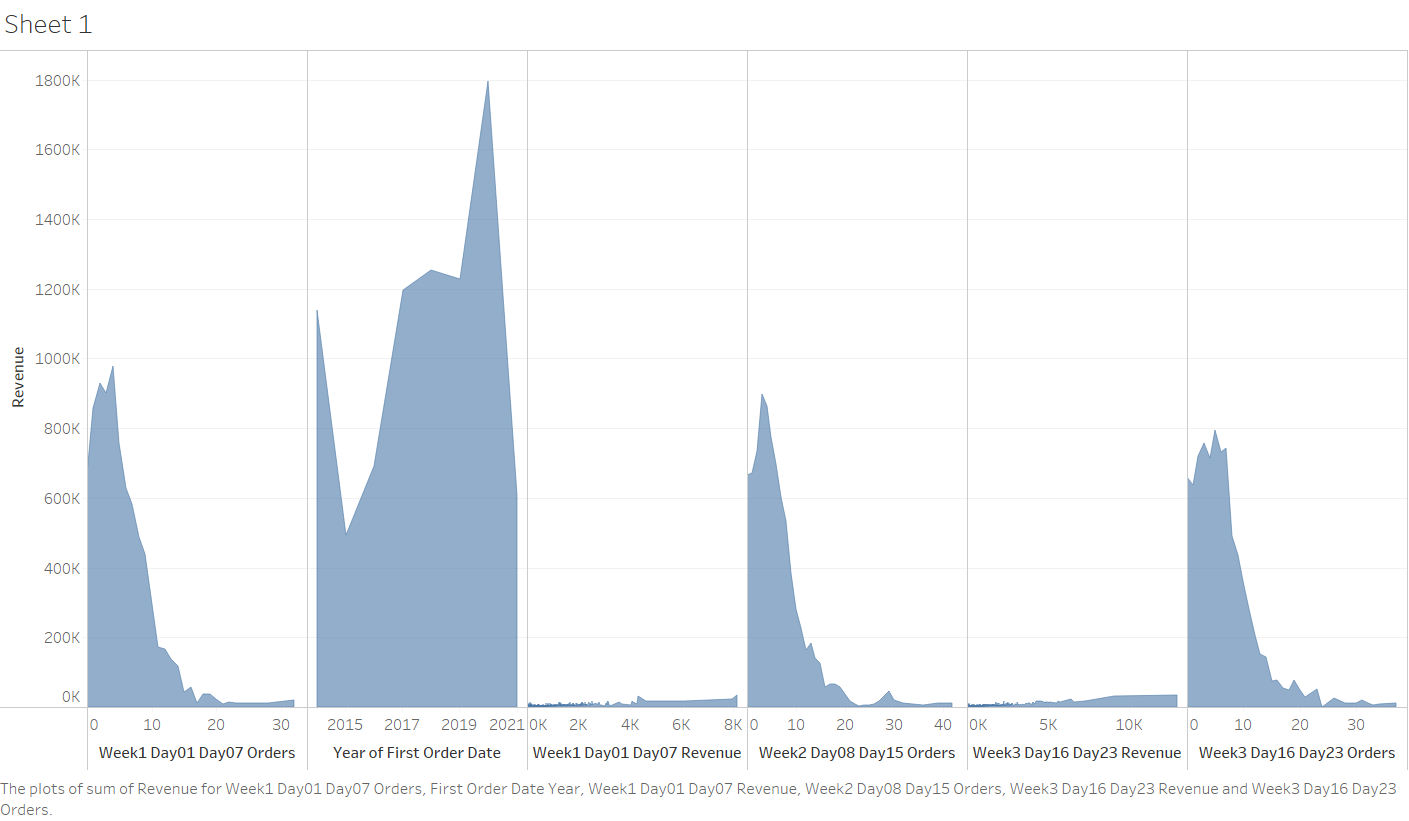 Sheet 1
1800K
1600K
1400K
1200K
1000K
800K
600K
400K
200K
0K
Revenue
0 10 20 30
2015 2017 2019 2021
0K 2K 4K 6K 8K
0 10 20 30 40
0K 5K 10K
0 10 20 30
Week1 Day01 Day07 Orders
Year of First Order Date
Week1 Day01 Day07 Revenue
Week2 Day08 Day15 Orders
Week3 Day16 Day23 Revenue
Week3 Day16 Day23 Orders
The plots of sum of Revenue for Week1 Day01 Day07 Orders, First Order Date Year, Week1 Day01 Day07 Revenue, Week2 Day08 Day15 Orders, Week3 Day16 Day23 Revenue and Week3 Day16 Day23
Orders.